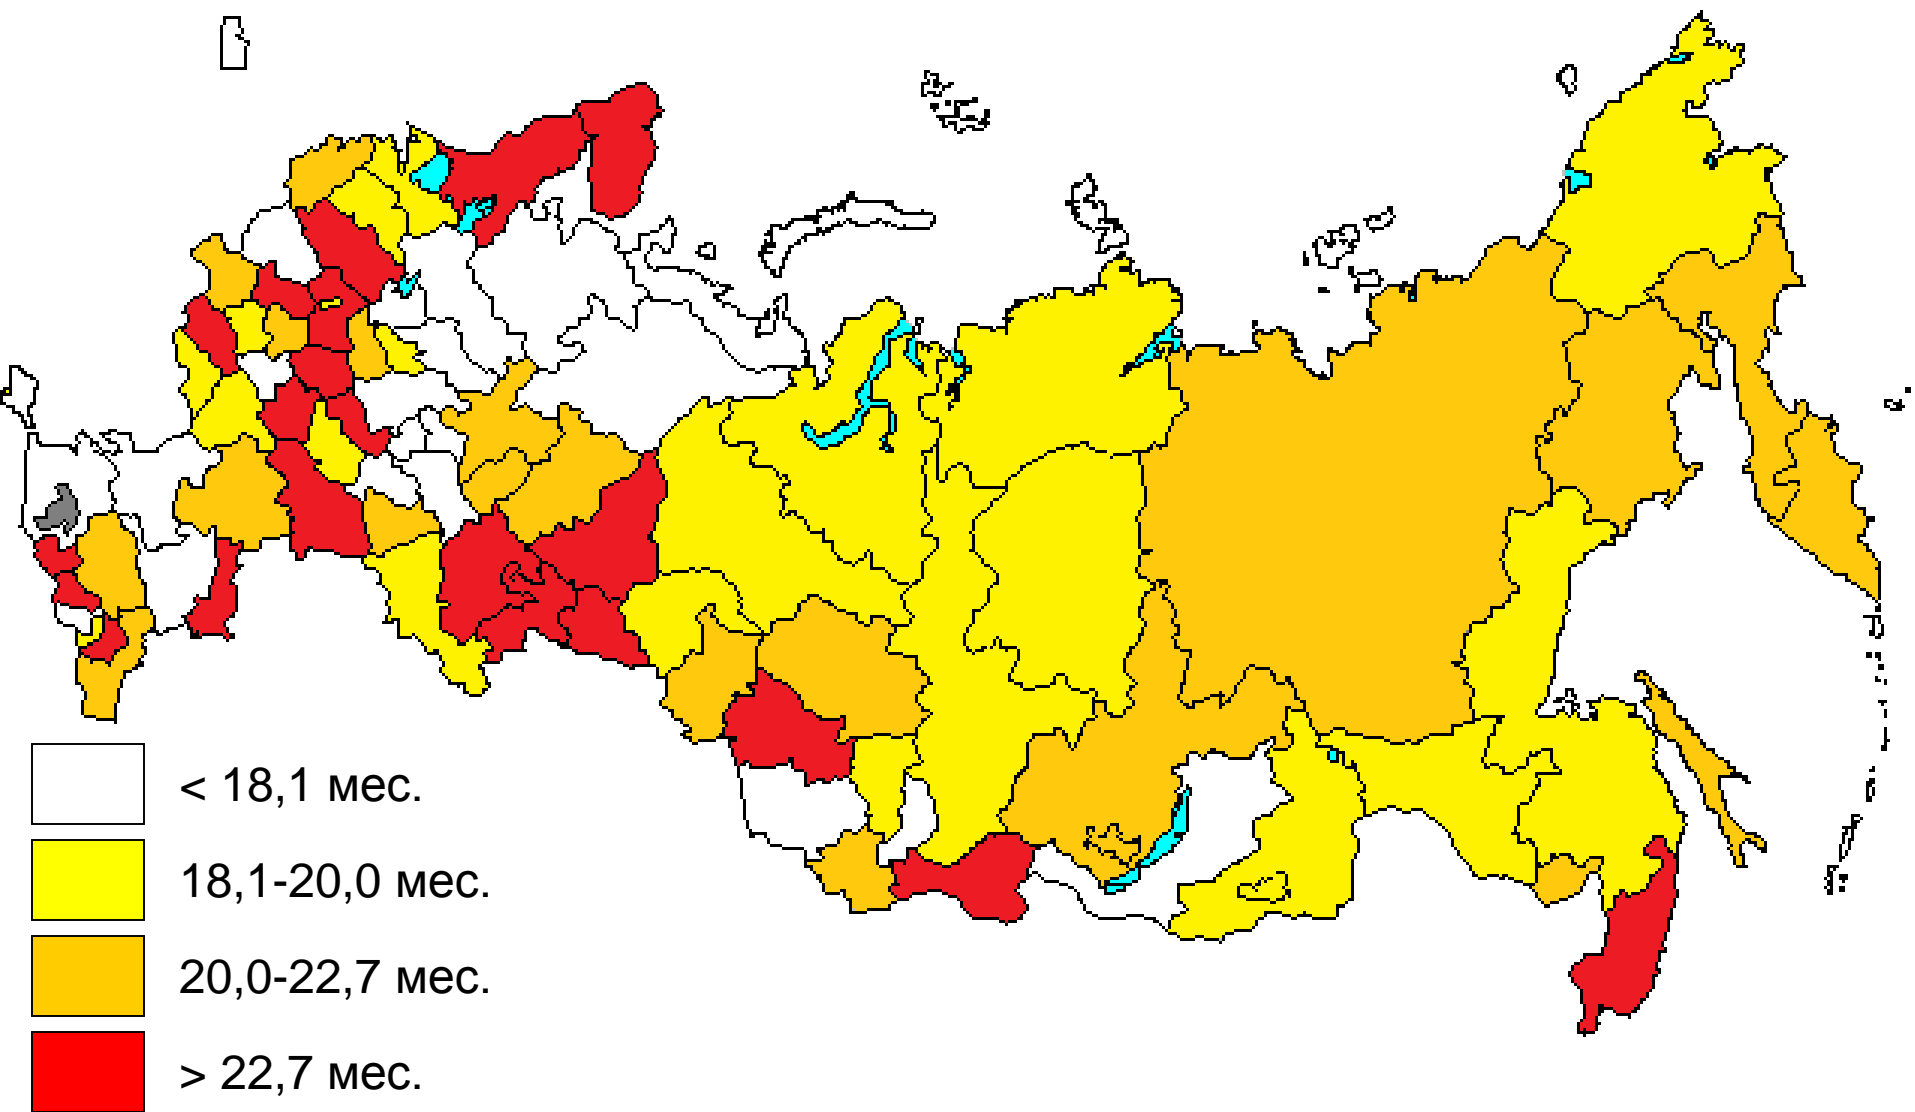 < 18,1 мес.
18,1-20,0 мес.
20,0-22,7 мес.
> 22,7 мес.